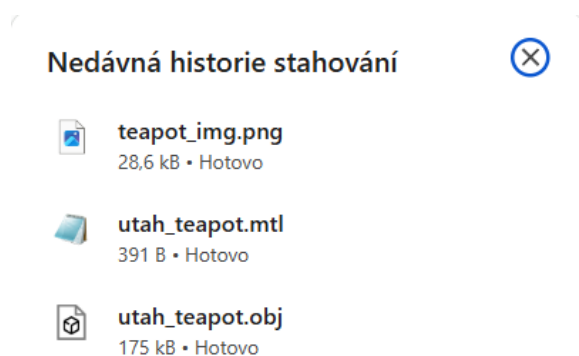 Nedávná historie stahování
teapot_img.png
28,6 kB • Hotovo
utah_teapot.mtl
391 B • Hotovo
utah_teapot.obj
175 kB • Hotovo